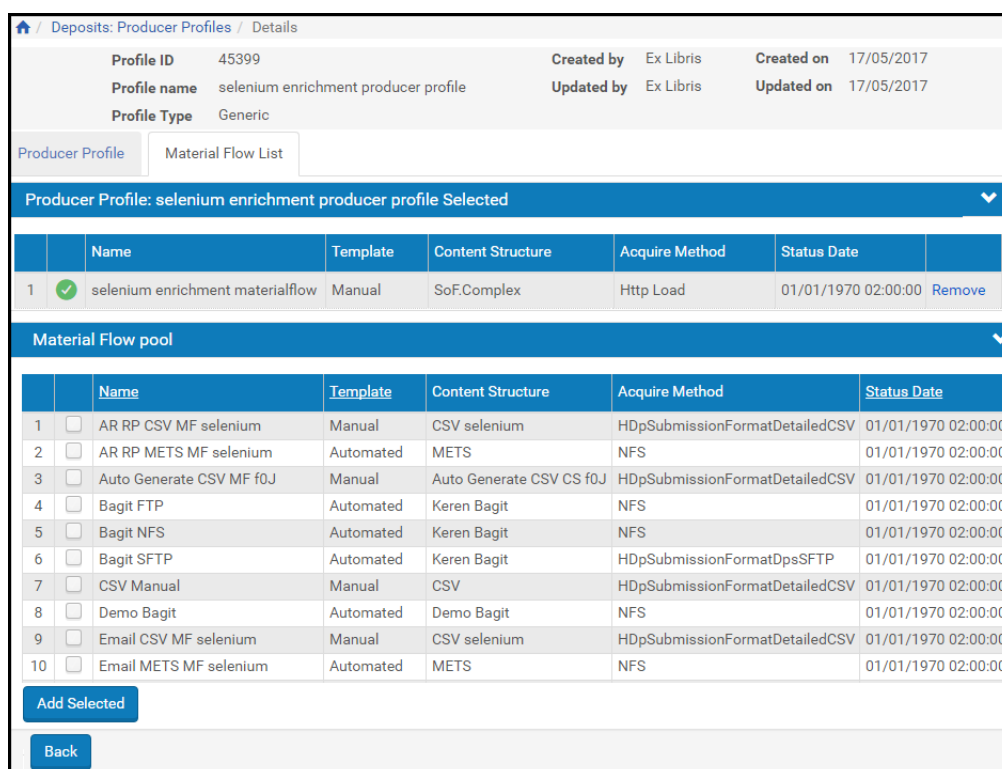 / Deposits: Producer Profiles / Details
Profile ID 45399 Created by Ex Libris Created on 17/05/2017
Profile name selenium enrichment producer profile Updated by Ex Libris Updated on 17/05/2017
Profile Type Generic
Producer Profile Material Flow List
Producer Profile: selenium enrichment producer profile Selected
Name Template Content Structure Acquire Method Status Date
1 selenium enrichment materialflow Manual SoF.Complex Http Load 01/01/1970 02:00:00 Remove
Material Flow pool
Name Template Content Structure Acquire Method Status Date
1 AR RP CSV MF selenium Manual CSV selenium HDpSubmissionFormatDetailedCSV 01/01/1970 02:00:00
2 AR RP METS MF selenium Automated METS NFS 01/01/1970 02:00:00
3 Auto Generate CSV MF f0J Manual Auto Generate CSV CS f0J HDpSubmissionFormatDetailedCSV 01/01/1970 02:00:00
4 Bagit FTP Automated Keren Bagit NFS 01/01/1970 02:00:00
5 Bagit NFS Automated Keren Bagit NFS 01/01/1970 02:00:00
6 Bagit SFTP Automated Keren Bagit HDpSubmissionFormatDpsSFTP 01/01/1970 02:00:00
7 CSV Manual Manual CSV HDpSubmissionFormatDetailedCSV 01/01/1970 02:00:00
8 Demo Bagit Automated Demo Bagit NFS 01/01/1970 02:00:00
9 Email CSV MF selenium Manual CSV selenium HDpSubmissionFormatDetailedCSV 01/01/1970 02:00:00
10 Email METS MF selenium Automated METS NFS 01/01/1970 02:00:00
Add Selected
Back